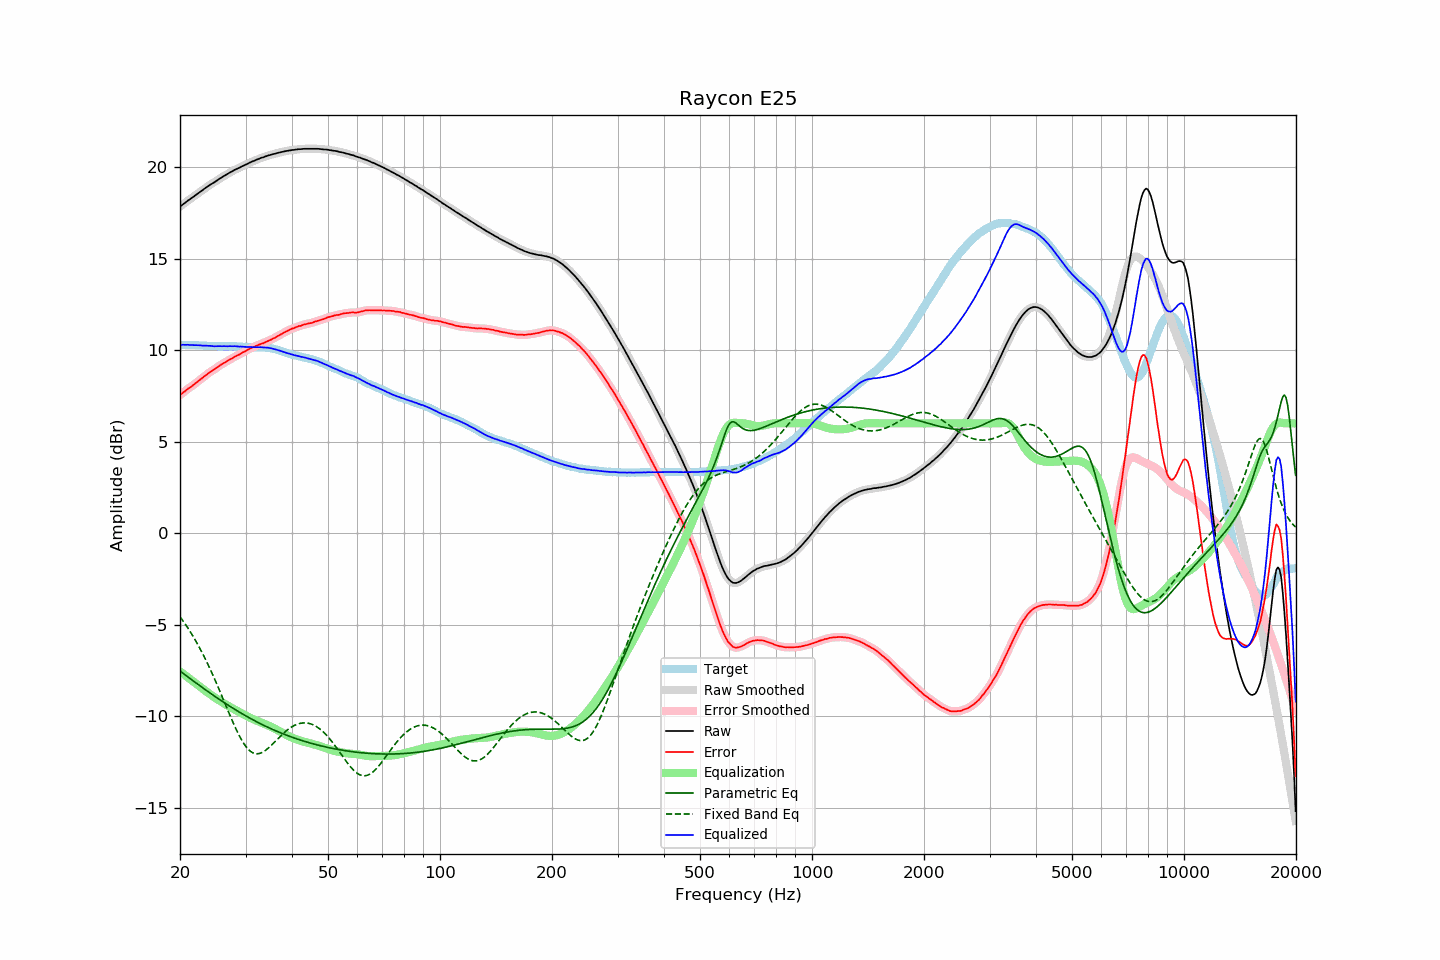 Raycon E25
Amplitude (dBr)
20
15
10
5
0
−5
−10
−15
Target
Raw Smoothed
Error Smoothed
Raw
Error
Equalization
Parametric Eq
Fixed Band Eq
Equalized
20 50 100 200 500 1000 2000 5000 10000 20000
Frequency (Hz)